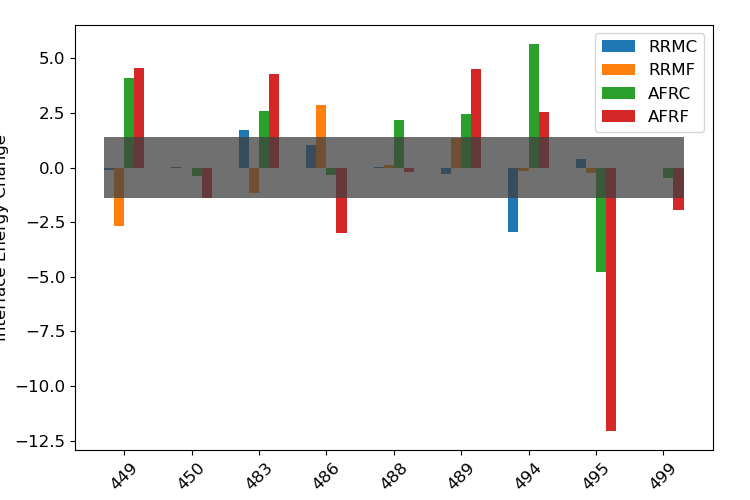 RRMC
RRMF
AFRC
AFRF
5.0
2.5
0.0
−2.5
−5.0
−7.5
−10.0
−12.5
Interface Energy Change
449 450 483 486 488 489 494 495 499